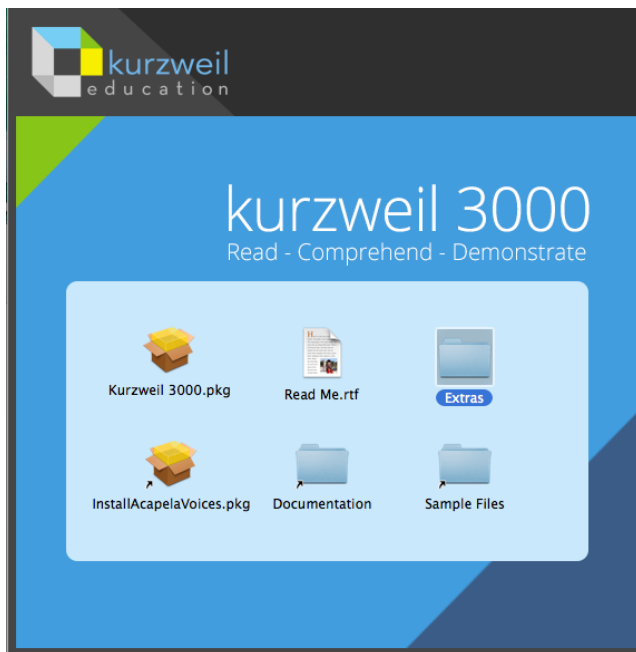 kurzweil
education
kurzweil 3000
Read - Comprehend - Demonstrate
Kurzweil 3000.pkg
Read Me.rtf
Extras
InstallAcapelaVoices.pkg
Documentation
Sample Files